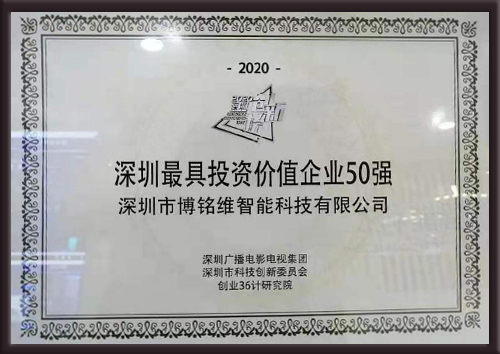 - 2020 -
2020
深圳最具投资价值企业50强
深圳市博铭维智能科技有限公司
深圳广播电影电视集团
深圳市科技创新委员会
创业36计研究院